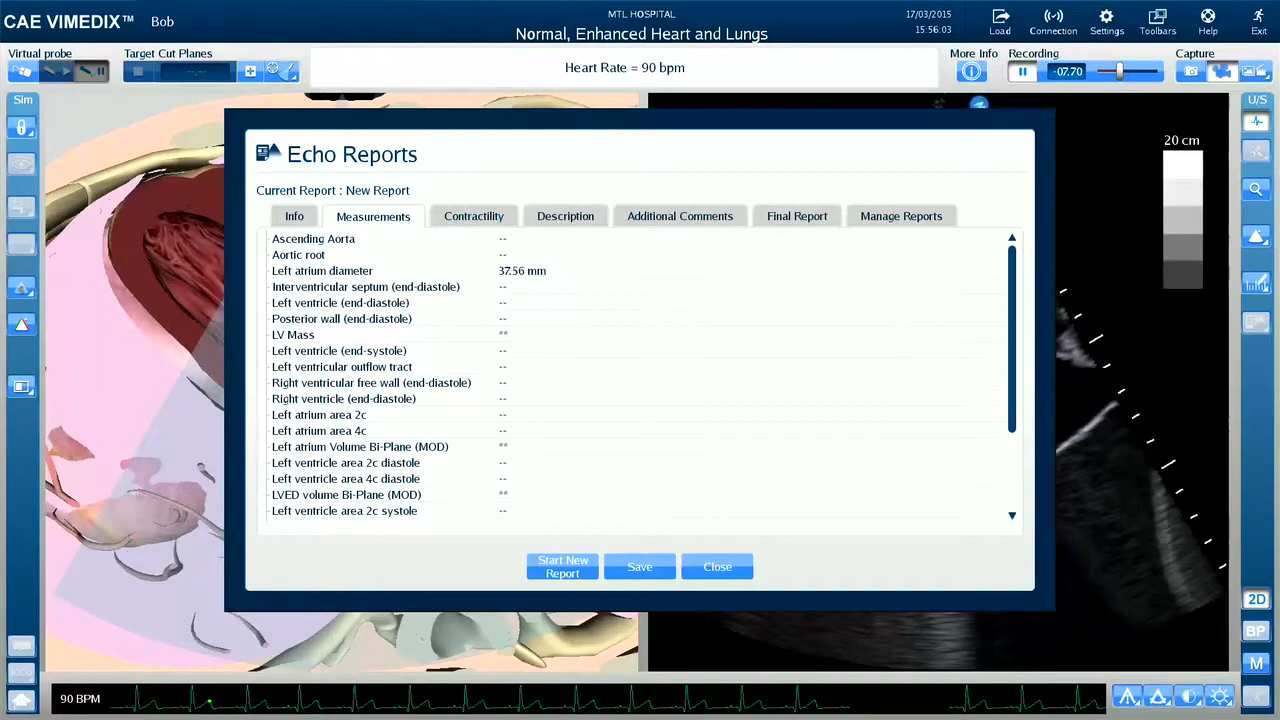 CAE VIMEDIX™ Bob
MTL HOSPITAL
Normal, Enhanced Heart and Lungs
17/03/2015
15:56:03
Load
Connection
Settings
Toolbars
Help
Exit
Virtual probe
Target Cut Planes
Heart Rate = 90 bpm
More Info
Recording
-07.70
Capture
Sim
U/S
20 cm
Echo Reports
Current Report : New Report
Info
Measurements
Contractility
Description
Additional Comments
Final Report
Manage Reports
Ascending Aorta --
Aortic root --
Left atrium diameter 37.56 mm
Interventricular septum (end-diastole) --
Left ventricle (end-diastole) --
Posterior wall (end-diastole) --
LV Mass **
Left ventricle (end-systole) --
Left ventricular outflow tract --
Right ventricular free wall (end-diastole) --
Right ventricle (end-diastole) --
Left atrium area 2c --
Left atrium area 4c --
Left atrium Volume Bi-Plane (MOD) **
Left ventricle area 2c diastole --
Left ventricle area 4c diastole --
LVED volume Bi-Plane (MOD) **
Left ventricle area 2c systole --
Start New
Report
Save
Close
2D
BP
M
90 BPM